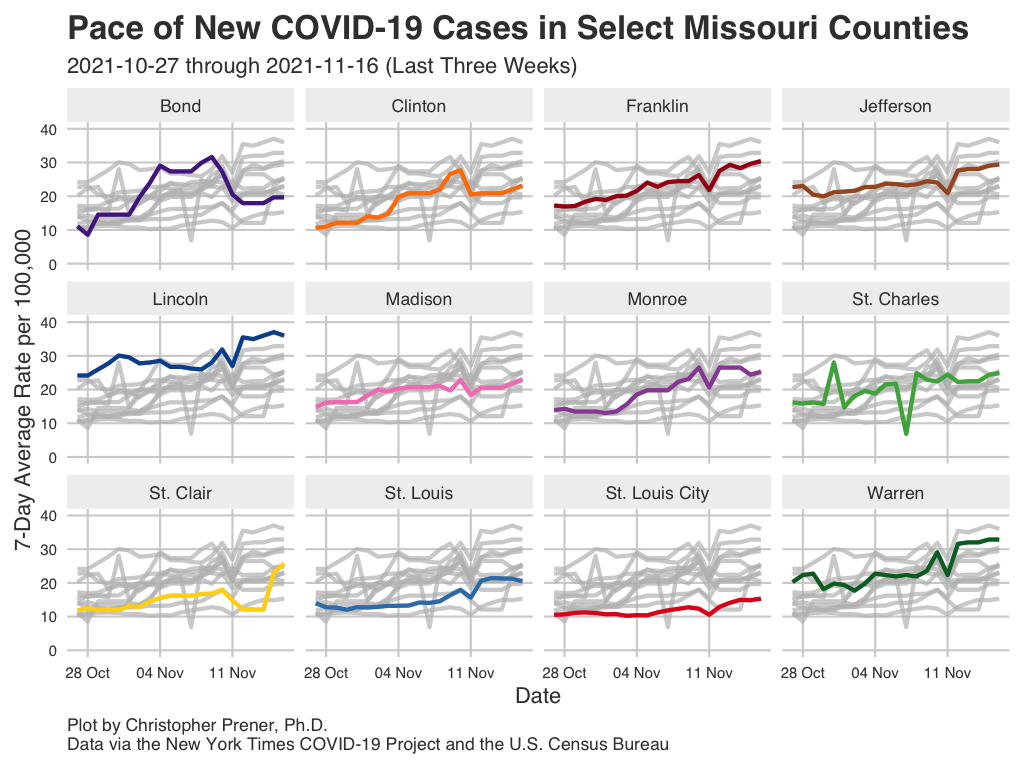 Pace of New COVID-19 Cases in Select Missouri Counties
2021-10-27 through 2021-11-16 (Last Three Weeks)
7-Day Average Rate per 100,000
Bond
Clinton
Franklin
Jefferson
40
30
20
10
0
Lincoln
Madison
Monroe
St. Charles
40
30
20
10
0
St. Clair
St. Louis
St. Louis City
Warren
40
30
20
10
0
28 Oct
04 Nov
11 Nov
28 Oct
04 Nov
11 Nov
28 Oct
04 Nov
11 Nov
28 Oct
04 Nov
11 Nov
Date
Plot by Christopher Prener, Ph.D.
Data via the New York Times COVID-19 Project and the U.S. Census Bureau